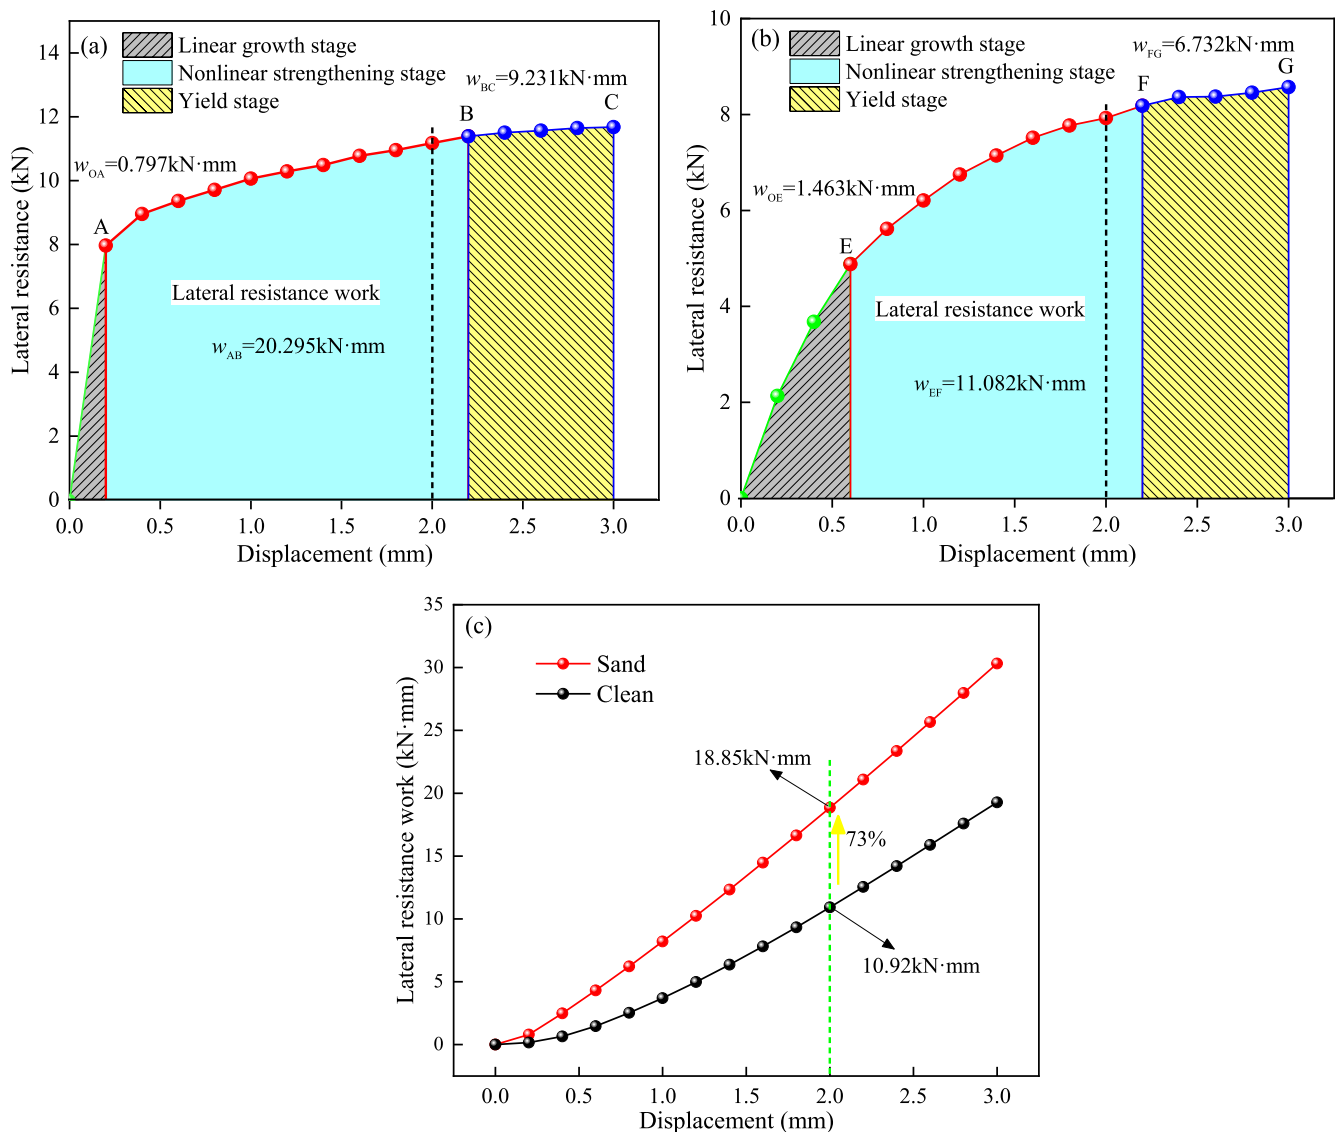 (a)
Linear growth stage
Nonlinear strengthening stage
Yield stage
w_BC=9.231kN·mm
w_OA=0.797kN·mm
A
B
C
Lateral resistance work
w_AB=20.295kN·mm
14
12
10
8
6
4
2
0
0.0 0.5 1.0 1.5 2.0 2.5 3.0
Lateral resistance (kN)
Displacement (mm)
(b)
Linear growth stage
Nonlinear strengthening stage
Yield stage
w_FG=6.732kN·mm
w_OE=1.463kN·mm
E
F
G
Lateral resistance work
w_EF=11.082kN·mm
10
8
6
4
2
0
0.0 0.5 1.0 1.5 2.0 2.5 3.0
Lateral resistance (kN)
Displacement (mm)
(c)
Sand
Clean
18.85kN·mm
73%
10.92kN·mm
35
30
25
20
15
10
5
0
0.0 0.5 1.0 1.5 2.0 2.5 3.0
Lateral resistance work (kN·mm)
Displacement (mm)